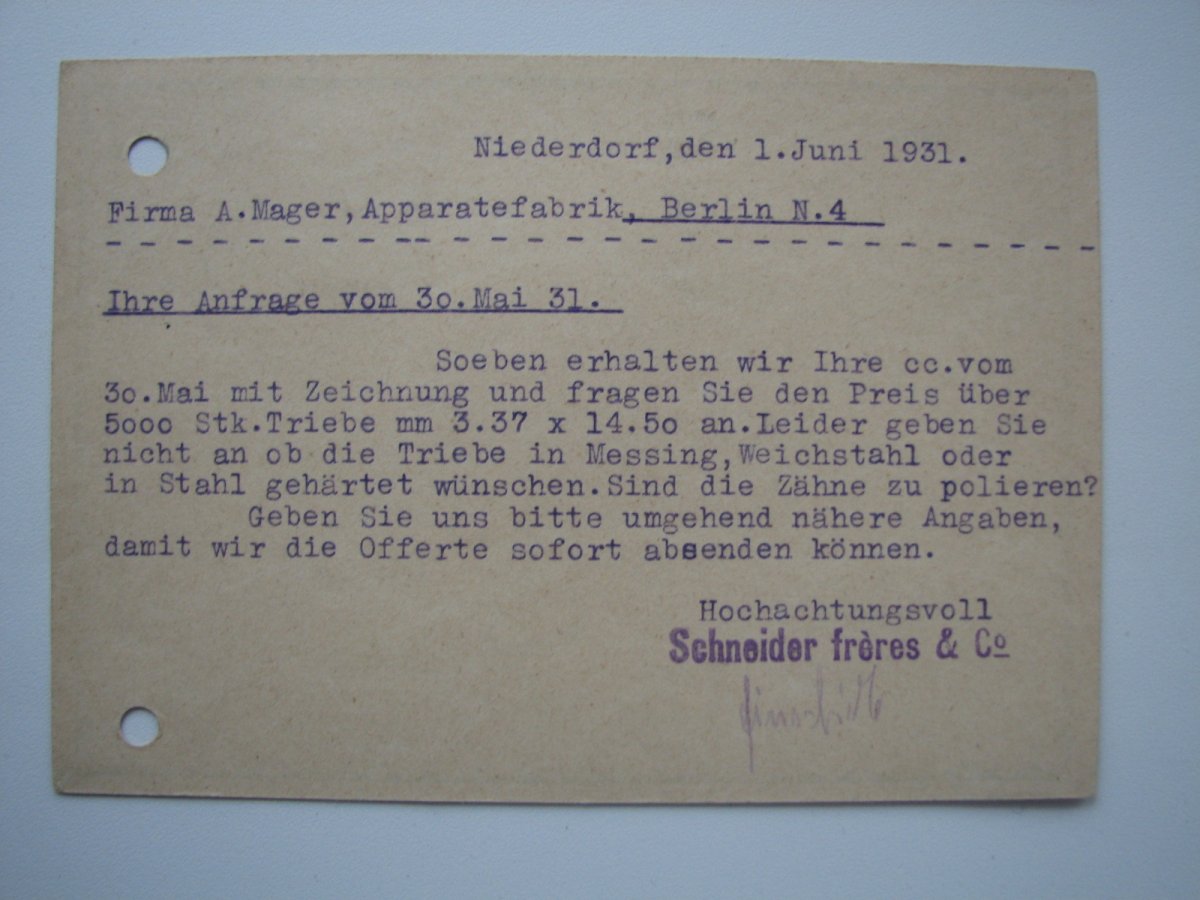 Niederdorf,den 1.Juni 1931.
Firma A.Mager,Apparatefabrik, Berlin N.4
Ihre Anfrage vom 3o.Mai 31.
Soeben erhalten wir Ihre cc.vom
3o.Mai mit Zeichnung und fragen Sie den Preis über
5ooo Stk.Triebe mm 3.37 x 14.5o an.Leider geben Sie
nicht an ob die Triebe in Messing,Weichstahl oder
in Stahl gehärtet wünschen.Sind die Zähne zu polieren?
Geben Sie uns bitte umgehend nähere Angaben,
damit wir die Offerte sofort absenden können.
Hochachtungsvoll
Schneider frères & Co